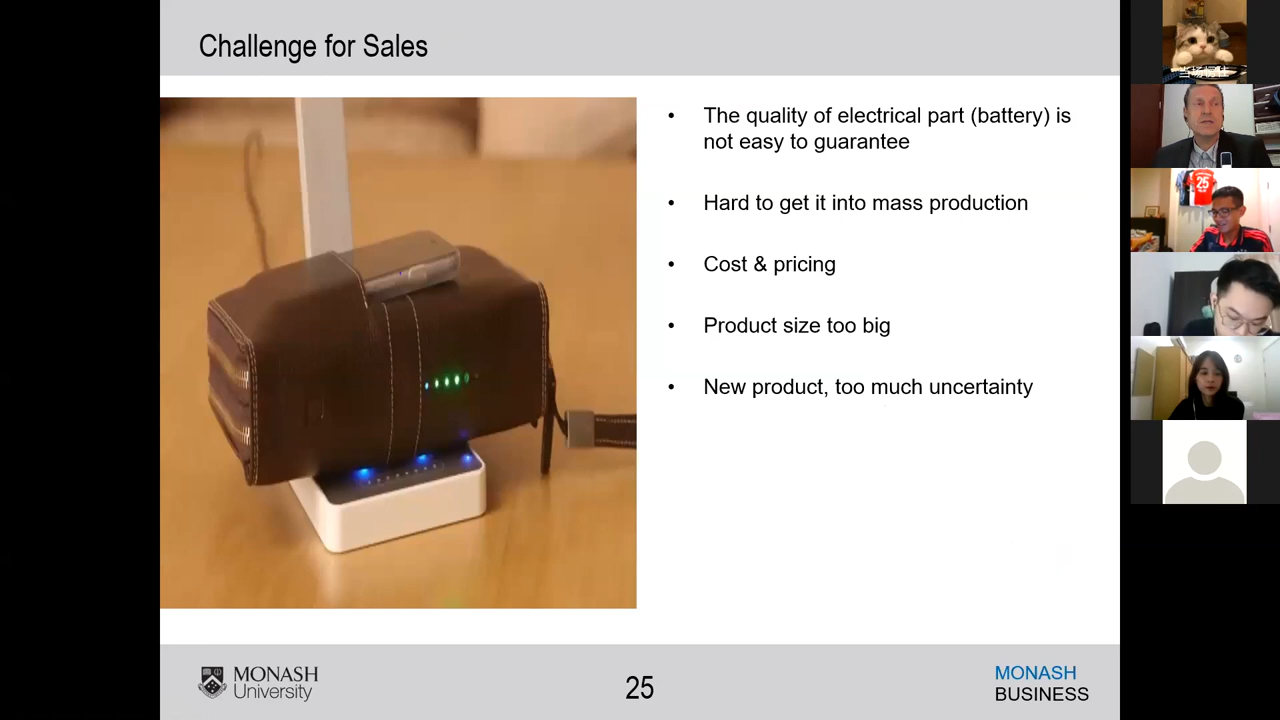 Challenge for Sales
• The quality of electrical part (battery) is
not easy to guarantee
• Hard to get it into mass production
• Cost & pricing
• Product size too big
• New product, too much uncertainty
MONASH
University
25
MONASH
BUSINESS
25